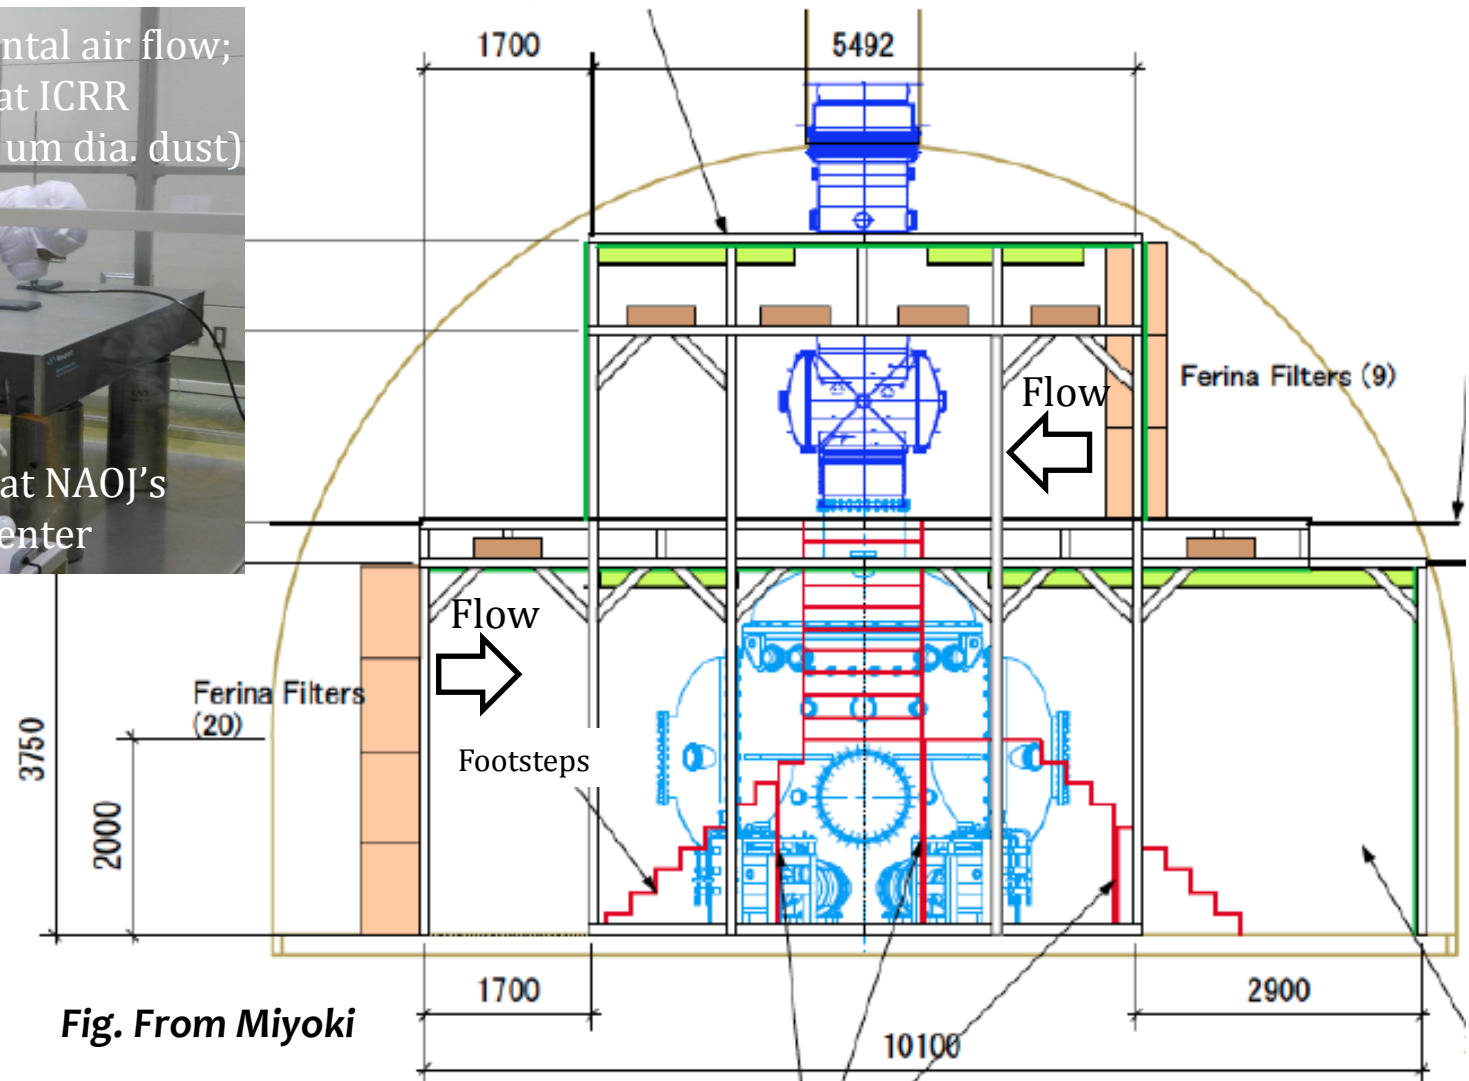 ntal air flow;
at ICRR
um dia. dust)
at NAOJ's
enter
1700
5492
Flow
Ferina Filters (9)
Flow
Ferina Filters
(20)
Footsteps
3750
2000
1700
2900
10100
Fig. From Miyoki